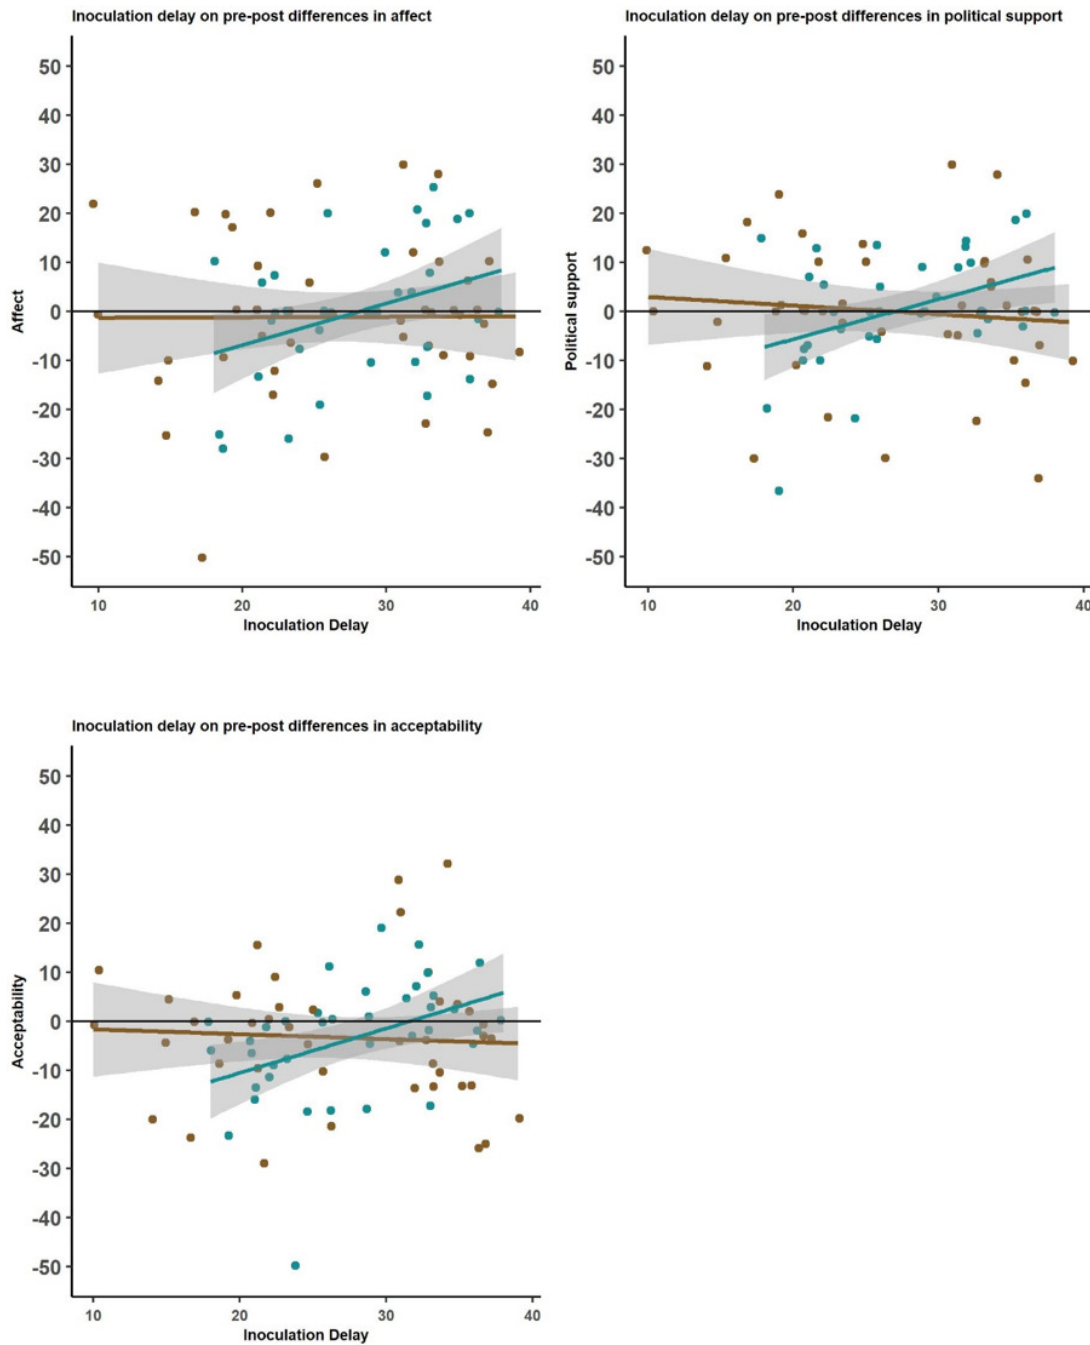 Inoculation delay on pre-post differences in affect
50
40
30
20
10
0
-10
-20
-30
-40
-50
Affect
10 20 30 40
Inoculation Delay
Inoculation delay on pre-post differences in political support
50
40
30
20
10
0
-10
-20
-30
-40
-50
Political support
10 20 30 40
Inoculation Delay
Inoculation delay on pre-post differences in acceptability
50
40
30
20
10
0
-10
-20
-30
-40
-50
Acceptability
10 20 30 40
Inoculation Delay